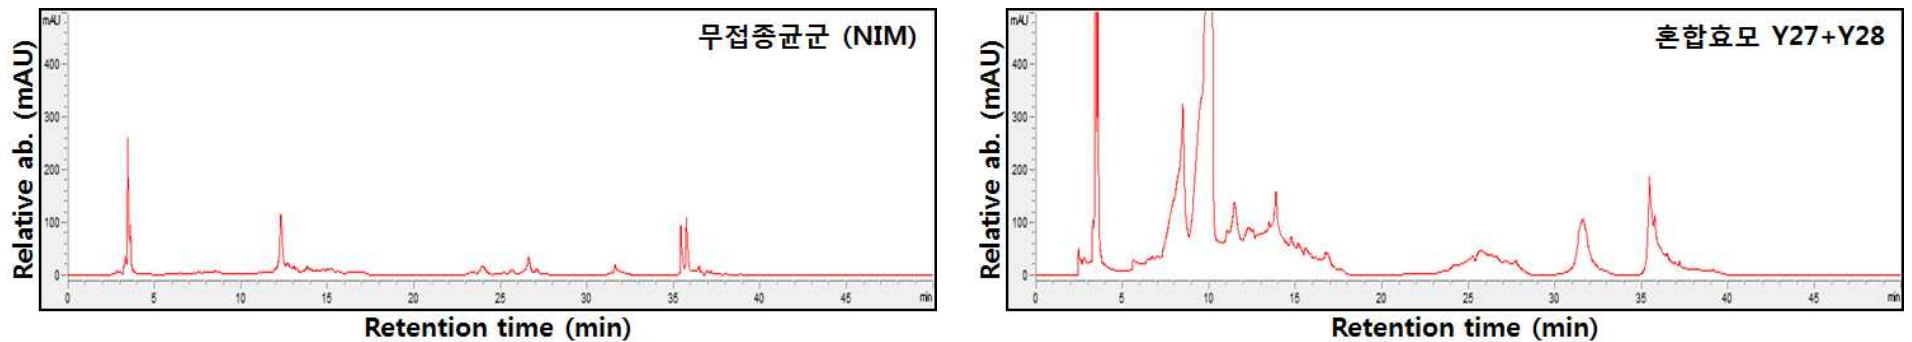 mAU
무접종균군 (NIM)
400
300
200
100
0
0 5 10 15 20 25 30 35 40 45 min
Relative ab. (mAU)
Retention time (min)
mAU
혼합효모 Y27+Y28
400
300
200
100
0
0 5 10 15 20 25 30 35 40 45 min
Relative ab. (mAU)
Retention time (min)